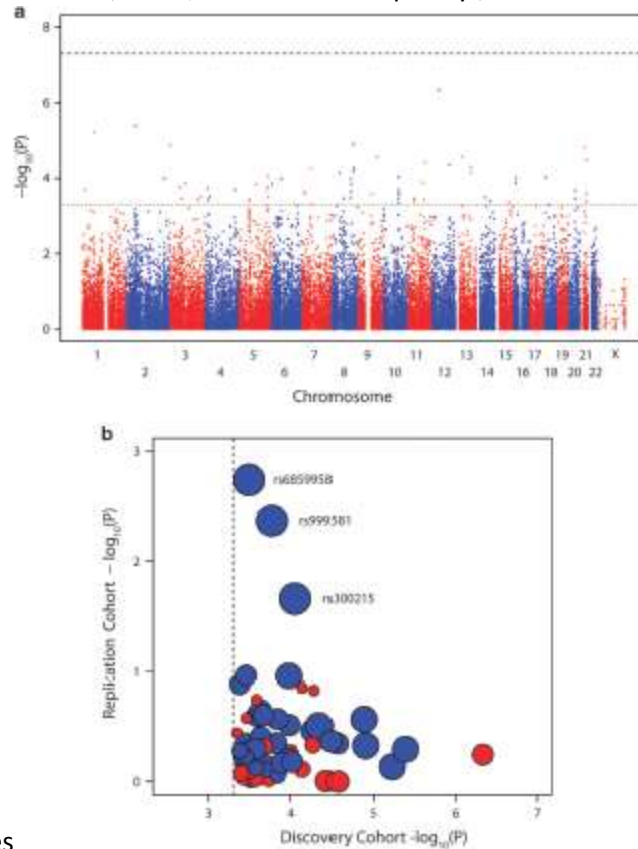 a
8
6
4
2
0
−log10(P)
1 3 5 7 9 11 13 15 17 19 21 X
2 4 6 8 10 12 14 16 18 20 22
Chromosome
b
3
2
1
0
Replication Cohort − log10(P)
rs6859958
rs999581
rs300215
3 4 5 6 7
Discovery Cohort -log10(P)
es